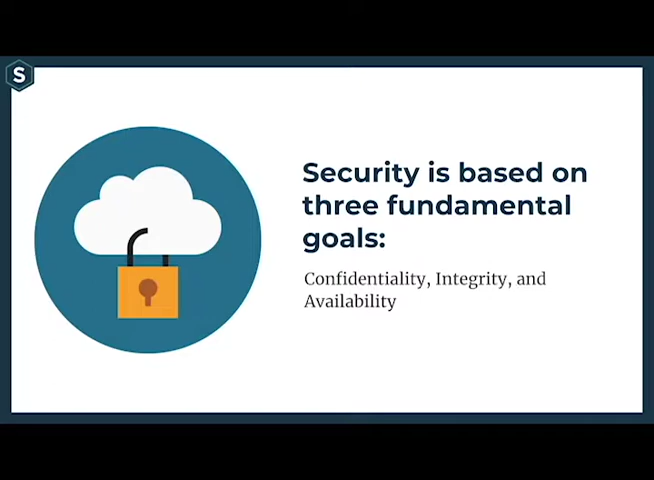 S
Security is based on
three fundamental
goals:
Confidentiality, Integrity, and
Availability